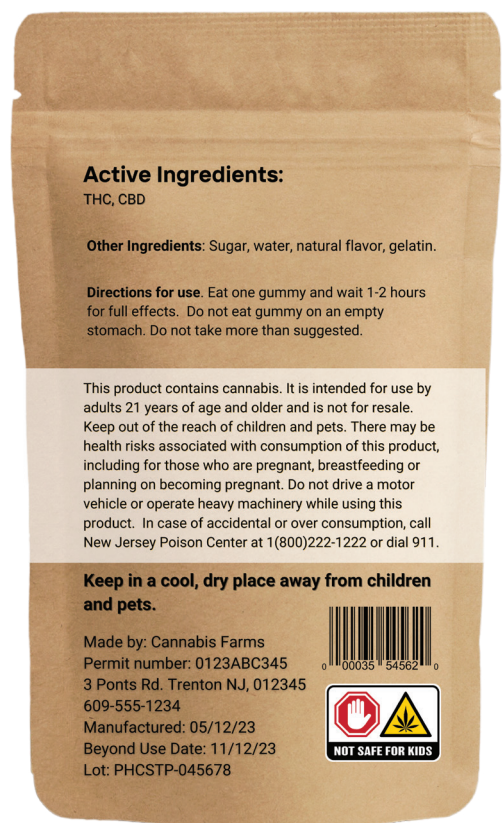 Active Ingredients:
THC, CBD
Other Ingredients: Sugar, water, natural flavor, gelatin.
Directions for use. Eat one gummy and wait 1-2 hours
for full effects. Do not eat gummy on an empty
stomach. Do not take more than suggested.
This product contains cannabis. It is intended for use by
adults 21 years of age and older and is not for resale.
Keep out of the reach of children and pets. There may be
health risks associated with consumption of this product,
including for those who are pregnant, breastfeeding or
planning on becoming pregnant. Do not drive a motor
vehicle or operate heavy machinery while using this
product. In case of accidental or over consumption, call
New Jersey Poison Center at 1(800)222-1222 or dial 911.
Keep in a cool, dry place away from children
and pets.
Made by: Cannabis Farms
Permit number: 0123ABC345
3 Ponts Rd. Trenton NJ, 012345
609-555-1234
Manufactured: 05/12/23
Beyond Use Date: 11/12/23
Lot: PHCSTP-045678
0 00035 54562 0
NOT SAFE FOR KIDS